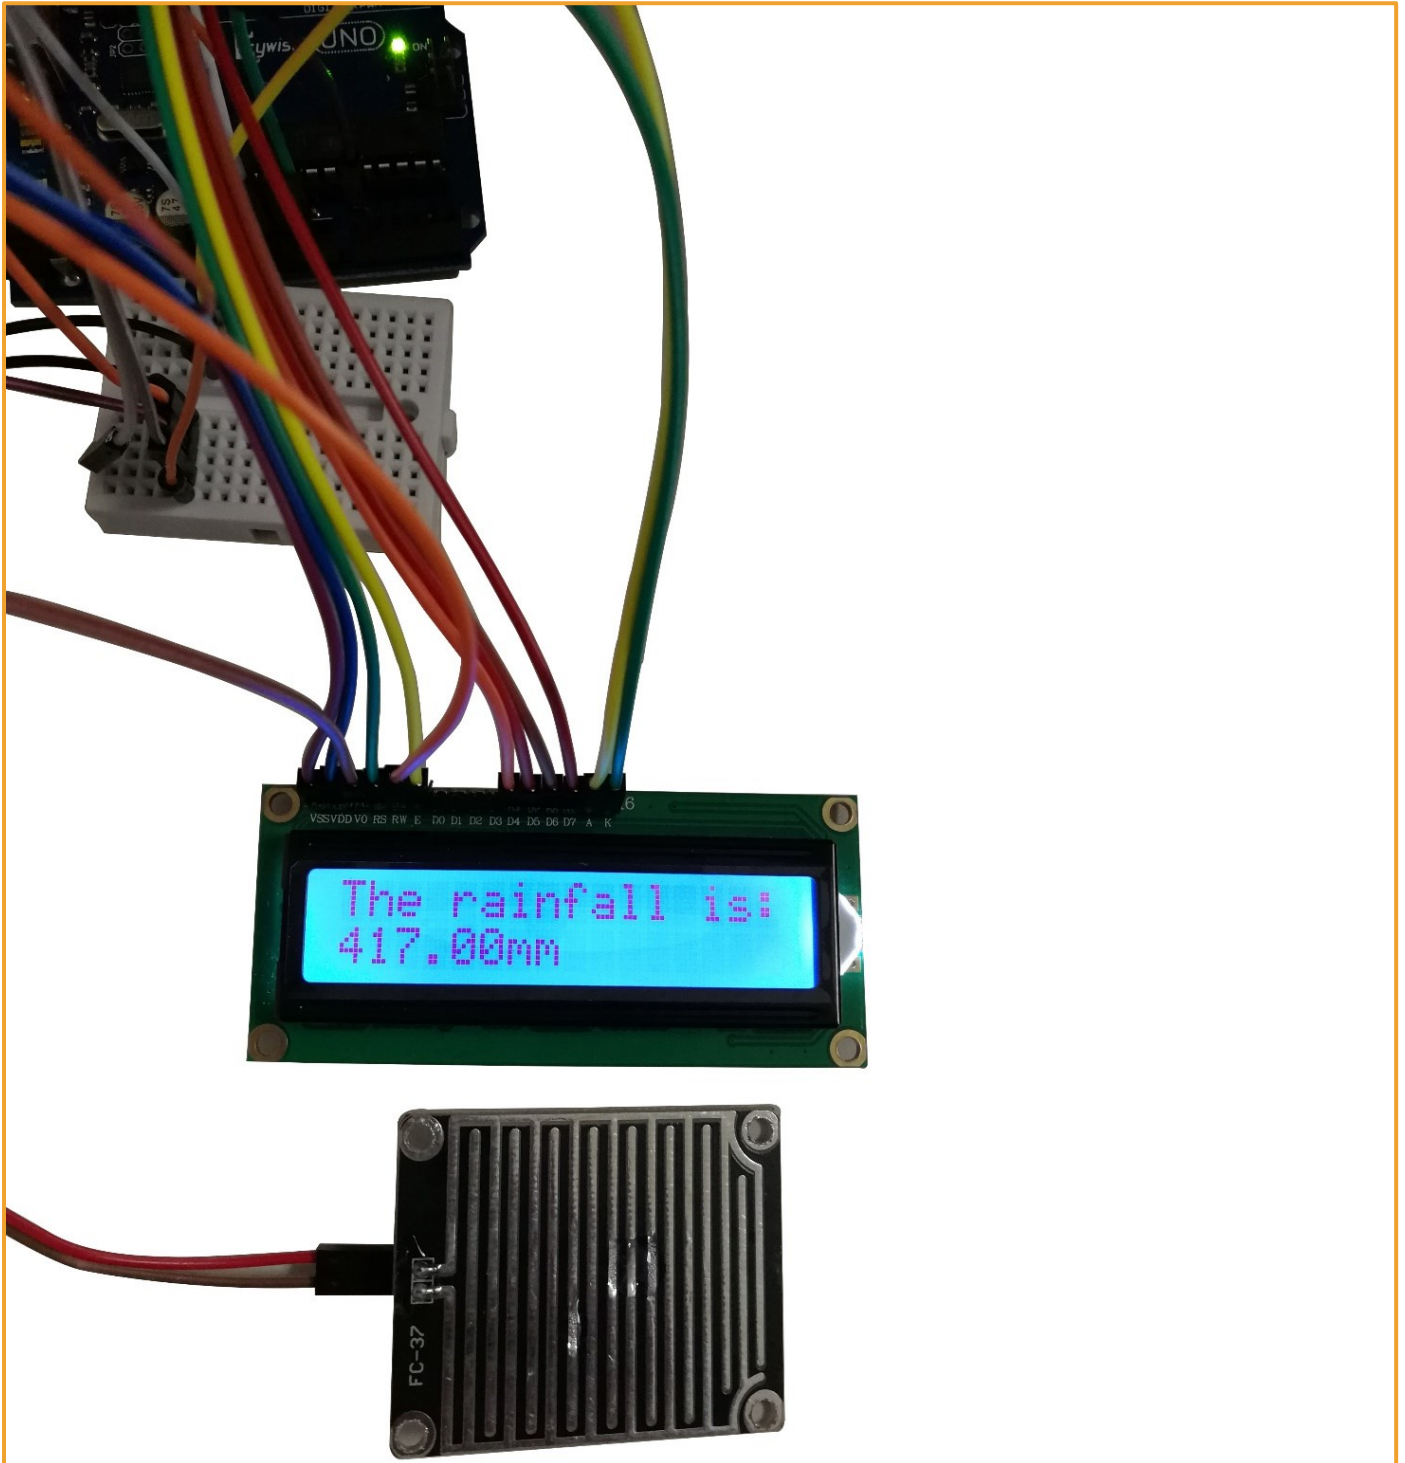 UNO
ON
VSS VDD V0 RS RW E D0 D1 D2 D3 D4 D5 D6 D7 A K
The rainfall is:
417.00mm
FC-37